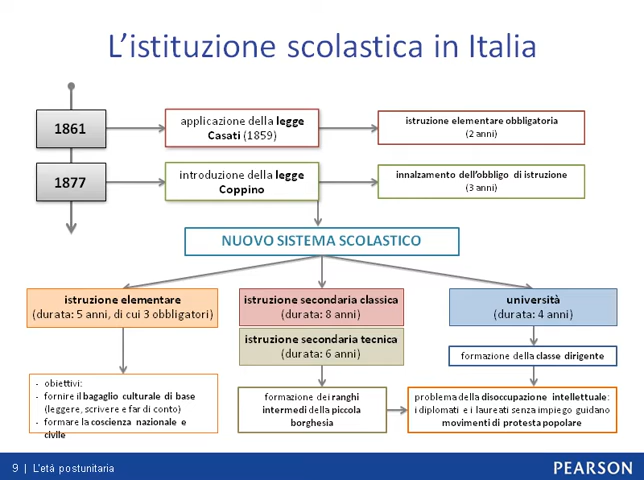 L'istituzione scolastica in Italia
1861
applicazione della legge
Casati (1859)
istruzione elementare obbligatoria
(2 anni)
1877
introduzione della legge
Coppino
innalzamento dell'obbligo di istruzione
(3 anni)
NUOVO SISTEMA SCOLASTICO
istruzione elementare
(durata: 5 anni, di cui 3 obbligatori)
istruzione secondaria classica
(durata: 8 anni)
università
(durata: 4 anni)
istruzione secondaria tecnica
(durata: 6 anni)
formazione della classe dirigente
- obiettivi:
- fornire il bagaglio culturale di base
(leggere, scrivere e far di conto)
- formare la coscienza nazionale e
civile
formazione dei ranghi
intermedi della piccola
borghesia
problema della disoccupazione intellettuale:
i diplomati e i laureati senza impiego guidano
movimenti di protesta popolare
9 | L'età postunitaria
PEARSON